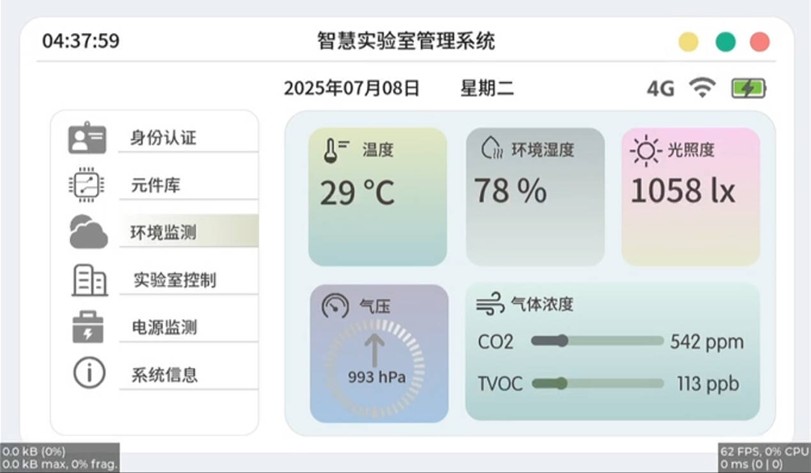 04:37:59 智慧实验室管理系统
2025年07月08日 星期二 4G
身份认证
元件库
环境监测
实验室控制
电源监测
系统信息
温度
29 °C
环境湿度
78 %
光照度
1058 lx
气压
993 hPa
气体浓度
CO2 542 ppm
TVOC 113 ppb
0.0 kB (0%)
0.0 kB max, 0% frag.
62 FPS, 0% CPU
0 ms (0 | 0)